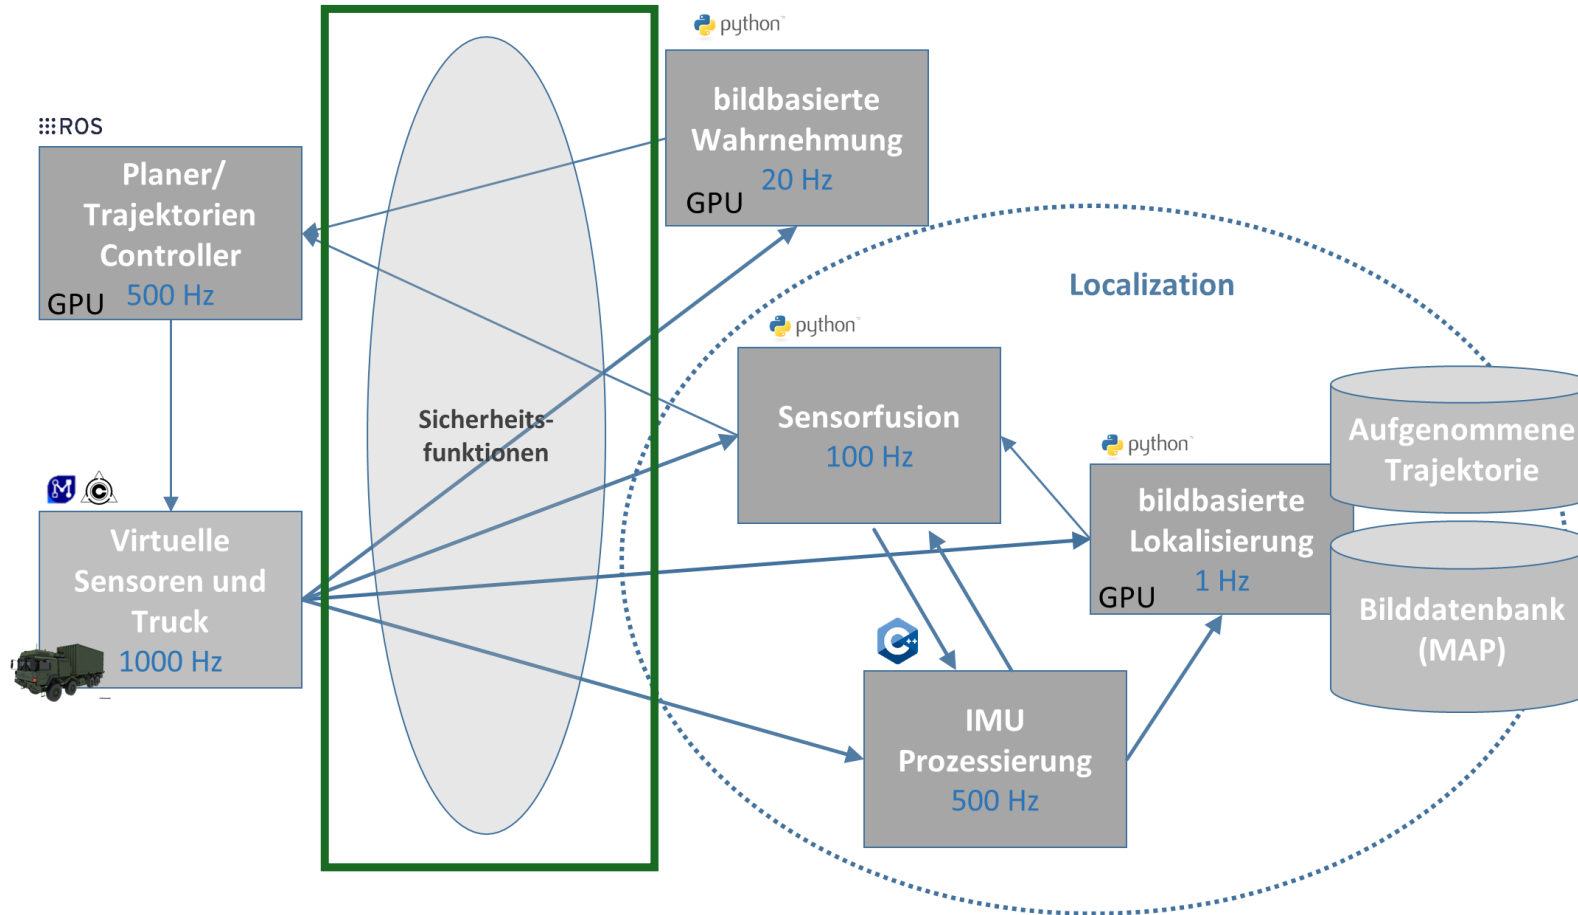 python
bildbasierte
Wahrnehmung
20 Hz
GPU
ROS
Planer/
Trajektorien
Controller
500 Hz
GPU
Localization
python
Sensorfusion
100 Hz
Sicherheits-
funktionen
python
bildbasierte
Lokalisierung
1 Hz
GPU
Aufgenommene
Trajektorie
Bilddatenbank
(MAP)
M
C
Virtuelle
Sensoren und
Truck
1000 Hz
C++
IMU
Prozessierung
500 Hz